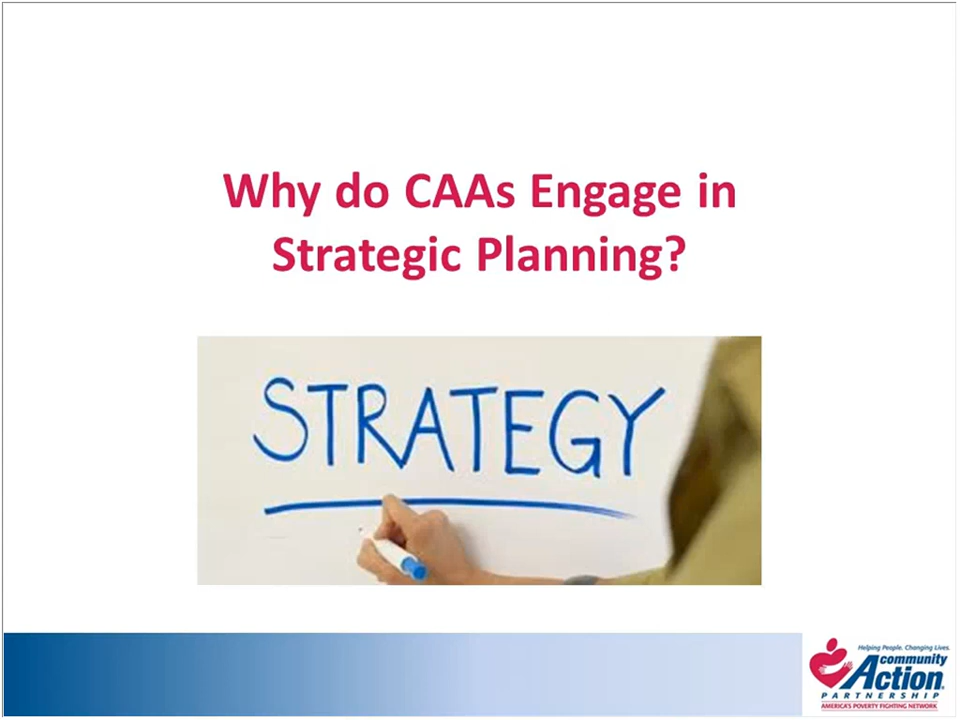 Why do CAAs Engage in
Strategic Planning?
STRATEGY
Helping People. Changing Lives.
community
Action
PARTNERSHIP
AMERICA'S POVERTY FIGHTING NETWORK